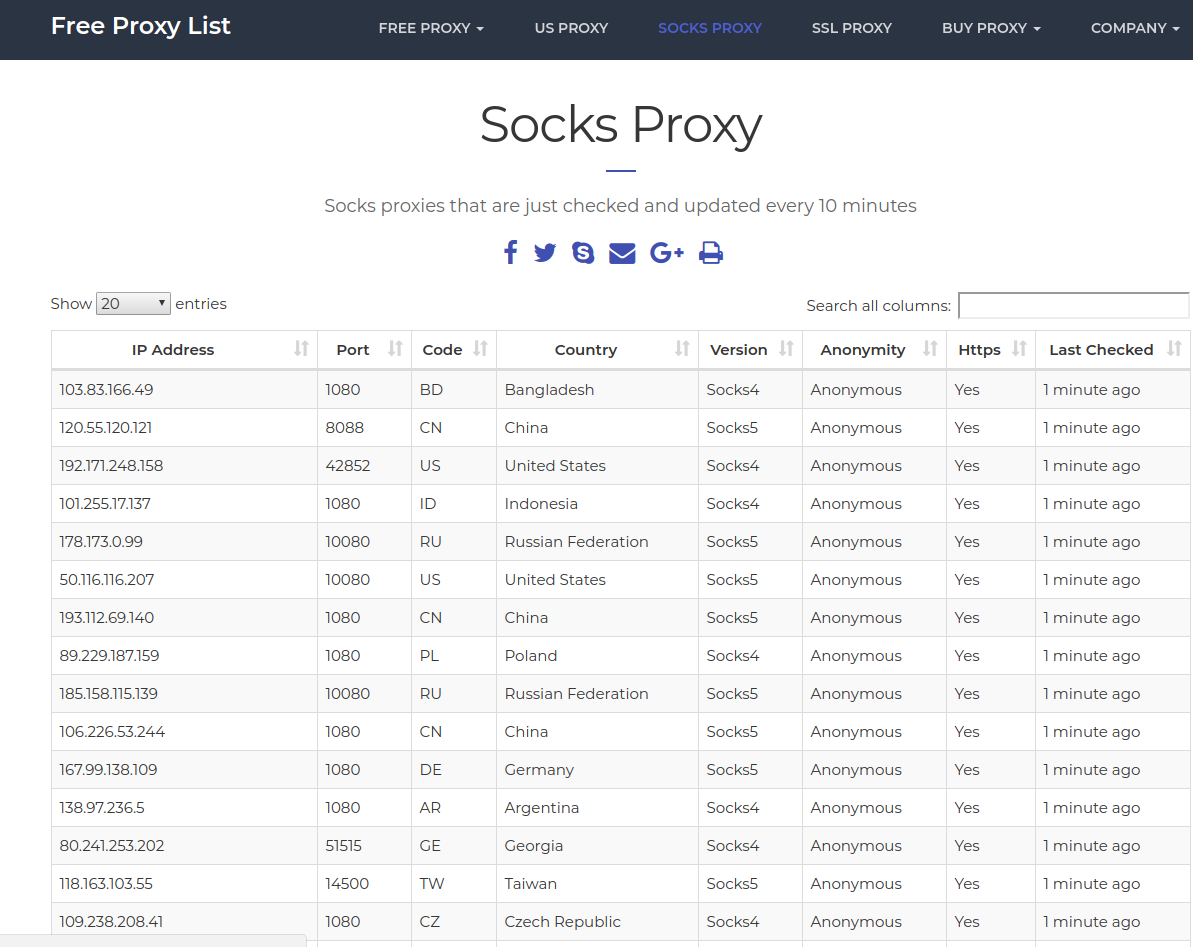 Free Proxy List FREE PROXY US PROXY SOCKS PROXY SSL PROXY BUY PROXY COMPANY
Socks Proxy
Socks proxies that are just checked and updated every 10 minutes
Show 20 entries Search all columns:
IP Address Port Code Country Version Anonymity Https Last Checked
103.83.166.49 1080 BD Bangladesh Socks4 Anonymous Yes 1 minute ago
120.55.120.121 8088 CN China Socks5 Anonymous Yes 1 minute ago
192.171.248.158 42852 US United States Socks4 Anonymous Yes 1 minute ago
101.255.17.137 1080 ID Indonesia Socks4 Anonymous Yes 1 minute ago
178.173.0.99 10080 RU Russian Federation Socks5 Anonymous Yes 1 minute ago
50.116.116.207 10080 US United States Socks5 Anonymous Yes 1 minute ago
193.112.69.140 1080 CN China Socks5 Anonymous Yes 1 minute ago
89.229.187.159 1080 PL Poland Socks4 Anonymous Yes 1 minute ago
185.158.115.139 10080 RU Russian Federation Socks5 Anonymous Yes 1 minute ago
106.226.53.244 1080 CN China Socks5 Anonymous Yes 1 minute ago
167.99.138.109 1080 DE Germany Socks5 Anonymous Yes 1 minute ago
138.97.236.5 1080 AR Argentina Socks4 Anonymous Yes 1 minute ago
80.241.253.202 51515 GE Georgia Socks4 Anonymous Yes 1 minute ago
118.163.103.55 14500 TW Taiwan Socks5 Anonymous Yes 1 minute ago
109.238.208.41 1080 CZ Czech Republic Socks4 Anonymous Yes 1 minute ago